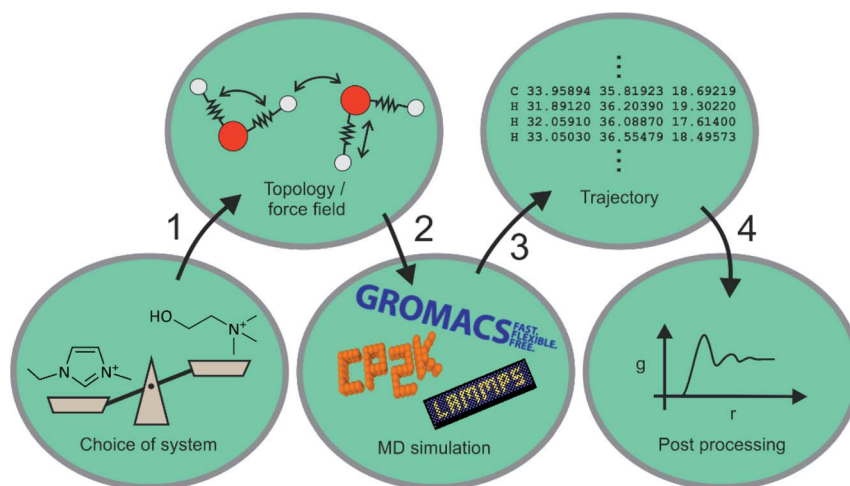 C 33.95894 35.81923 18.69219
H 31.89120 36.20390 19.30220
H 32.05910 36.08870 17.61400
H 33.05030 36.55479 18.49573
Topology /
force field
Trajectory
1
2
3
4
HO
N+
N
N+
Choice of system
GROMACS
FAST.
FLEXIBLE.
FREE.
CP2K
LAMMPS
MD simulation
g
r
Post processing